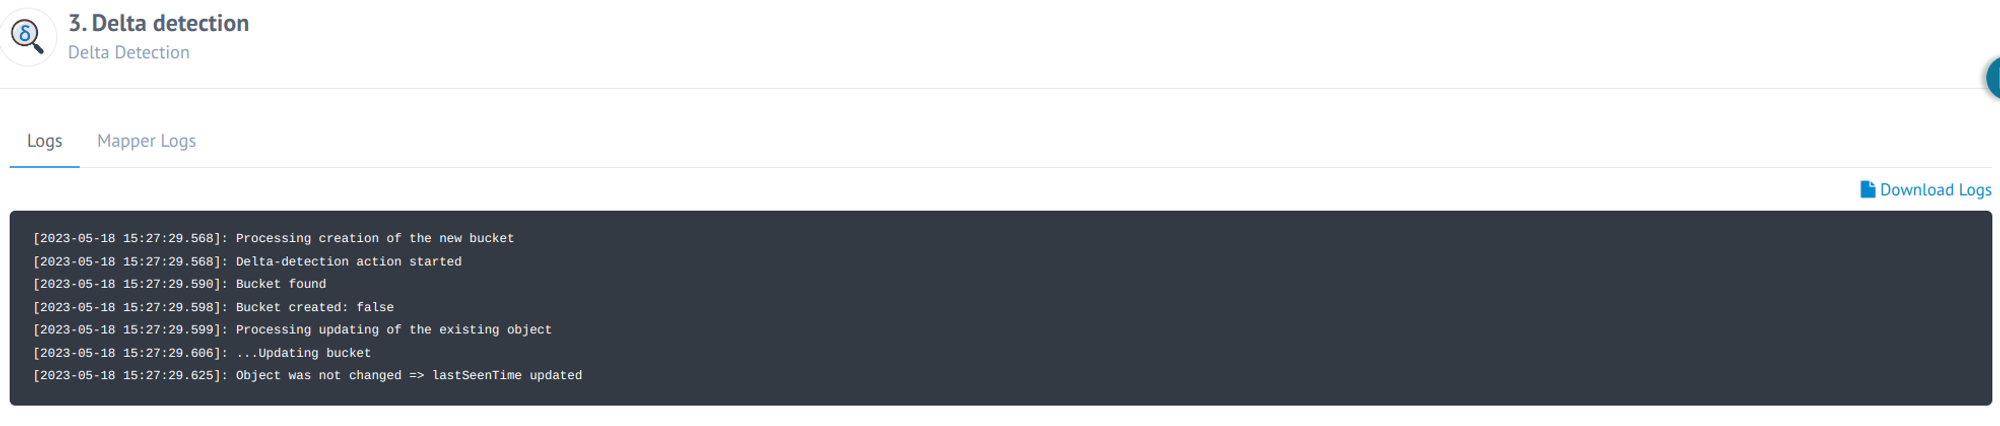 δ
3. Delta detection
Delta Detection
Logs
Mapper Logs
Download Logs
[2023-05-18 15:27:29.568]: Processing creation of the new bucket
[2023-05-18 15:27:29.568]: Delta-detection action started
[2023-05-18 15:27:29.590]: Bucket found
[2023-05-18 15:27:29.598]: Bucket created: false
[2023-05-18 15:27:29.599]: Processing updating of the existing object
[2023-05-18 15:27:29.606]: ...Updating bucket
[2023-05-18 15:27:29.625]: Object was not changed => lastSeenTime updated